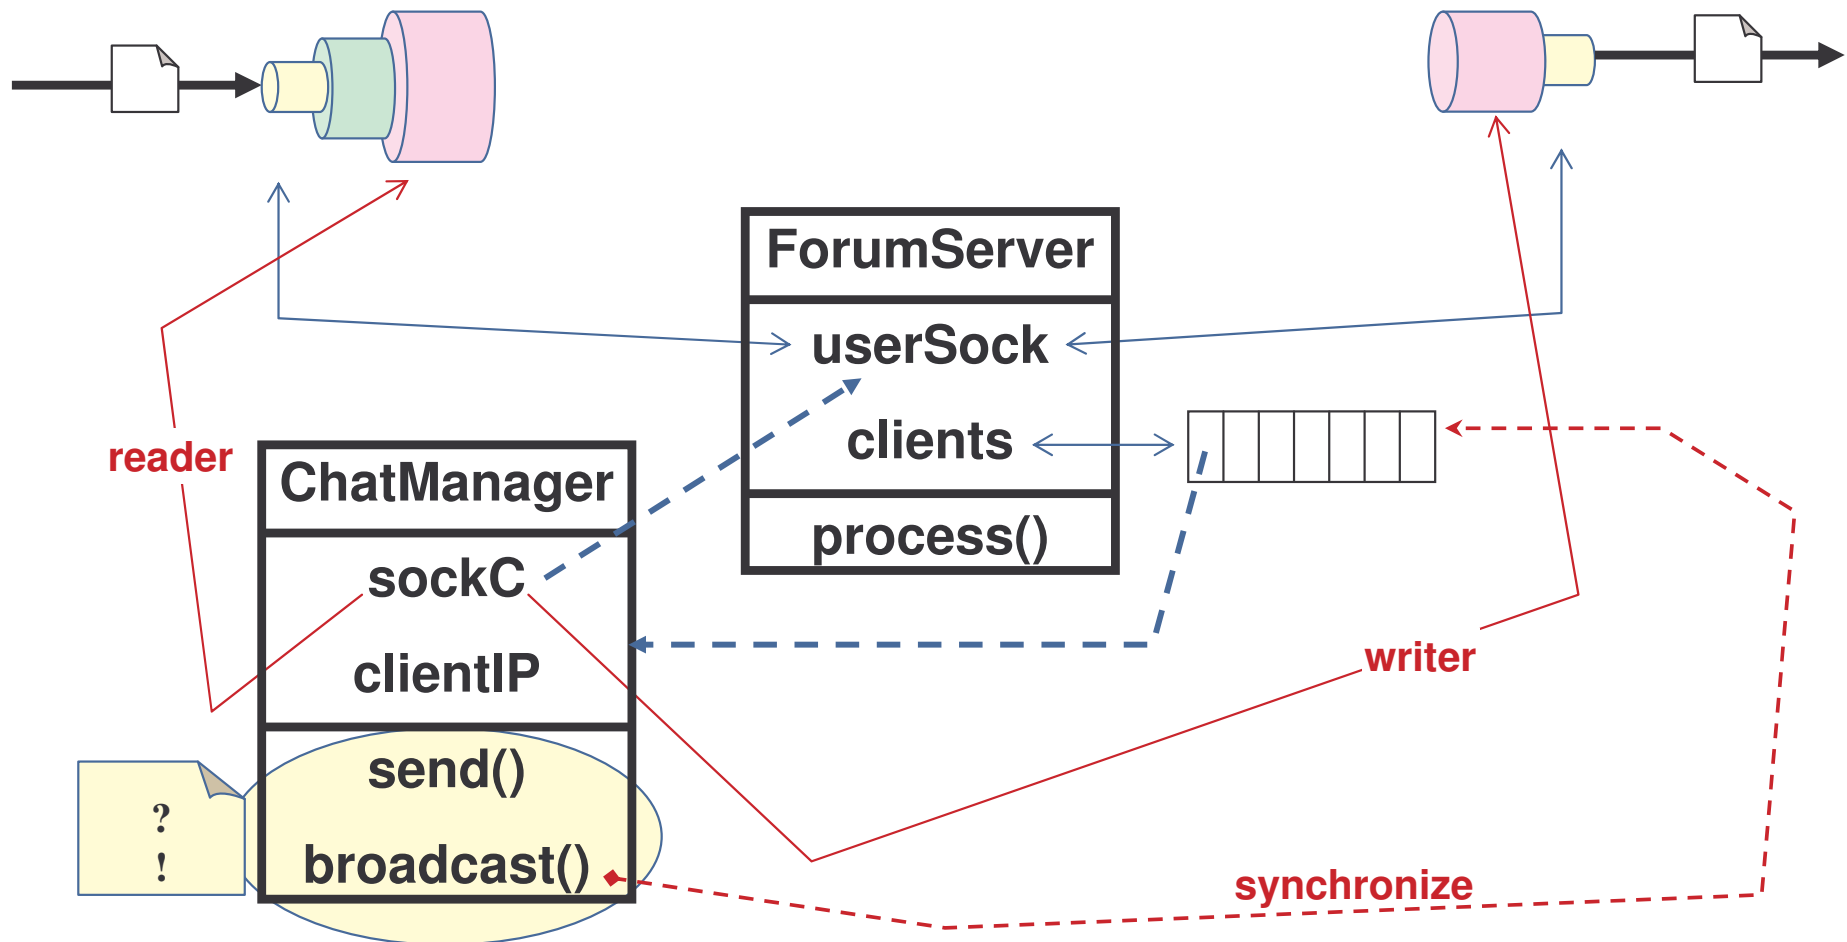 ForumServer
userSock
clients
process()
reader
ChatManager
sockC
clientIP
send()
broadcast()
?
!
writer
synchronize